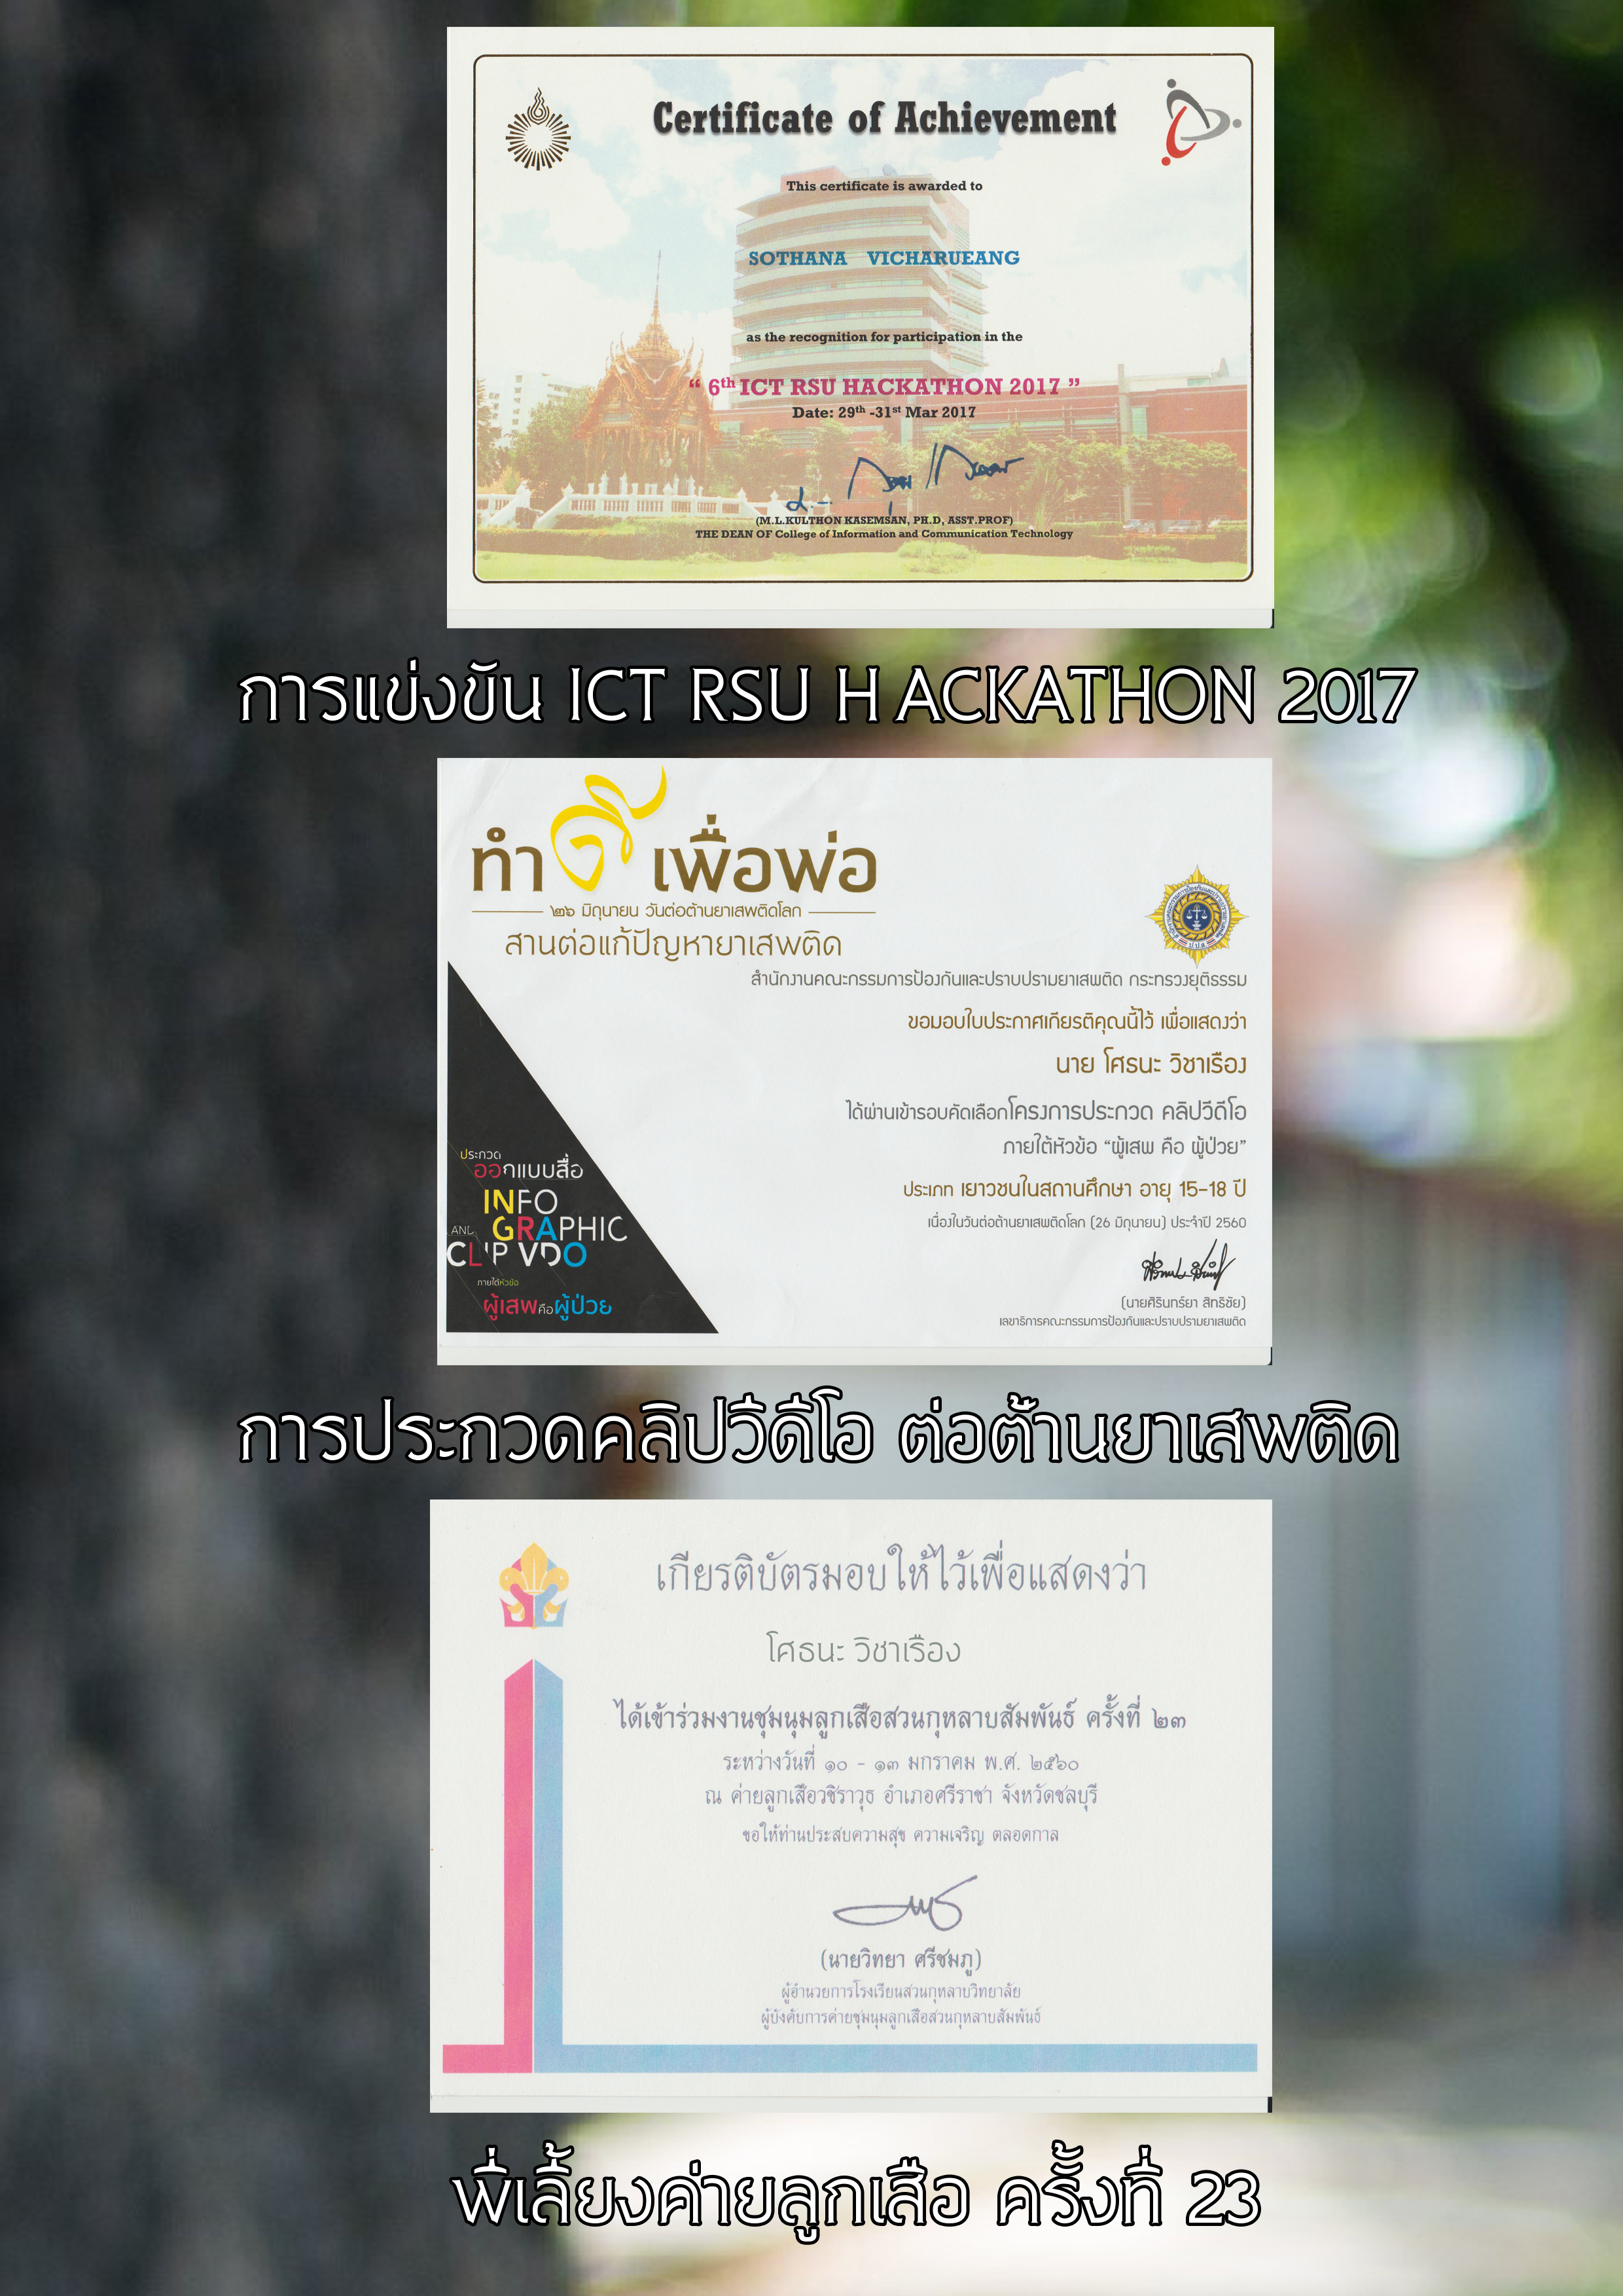 Certificate of Achievement
This certificate is awarded to
SOTHANA VICHARUEANG
as the recognition for participation in the
“ 6th ICT RSU HACKATHON 2017 ”
Date: 29th -31st Mar 2017
(M.L.KULTHON KASEMSAN, PH.D, ASST.PROF)
THE DEAN OF College of Information and Communication Technology
การแข่งขัน ICT RSU H ACKATHON 2017
ทำดีเพื่อพ่อ
๒๖ มิถุนายน วันต่อต้านยาเสพติดโลก
สานต่อแก้ปัญหายาเสพติด
สำนักงานคณะกรรมการป้องกันและปราบปรามยาเสพติด กระทรวงยุติธรรม
ขอมอบใบประกาศเกียรติคุณนี้ไว้ เพื่อแสดงว่า
นาย โศธนะ วิชาเรือง
ได้ผ่านเข้ารอบคัดเลือกโครงการประกวด คลิปวีดีโอ
ภายใต้หัวข้อ “ผู้เสพ คือ ผู้ป่วย”
ประเภท เยาวชนในสถานศึกษา อายุ 15-18 ปี
เนื่องในวันต่อต้านยาเสพติดโลก (26 มิถุนายน) ประจำปี 2560
(นายศิรินทร์ยา สิทธิชัย)
เลขาธิการคณะกรรมการป้องกันและปราบปรามยาเสพติด
ประกวด
ออกแบบสื่อ
INFO
GRAPHIC
AND
CLIP VDO
ภายใต้หัวข้อ
ผู้เสพคือผู้ป่วย
การประกวดคลิปวีดีโอ ต่อต้านยาเสพติด
เกียรติบัตรมอบให้ไว้เพื่อแสดงว่า
โศธนะ วิชาเรือง
ได้เข้าร่วมงานชุมนุมลูกเสือสวนกุหลาบสัมพันธ์ ครั้งที่ ๒๓
ระหว่างวันที่ ๑๐ - ๑๓ มกราคม พ.ศ. ๒๕๖๐
ณ ค่ายลูกเสือวชิราวุธ อำเภอศรีราชา จังหวัดชลบุรี
ขอให้ท่านประสบความสุข ความเจริญ ตลอดกาล
(นายวิทยา ศรีชมภู)
ผู้อำนวยการโรงเรียนสวนกุหลาบวิทยาลัย
ผู้บังคับการค่ายชุมนุมลูกเสือสวนกุหลาบสัมพันธ์
พี่เลี้ยงค่ายลูกเสือ ครั้งที่ 23